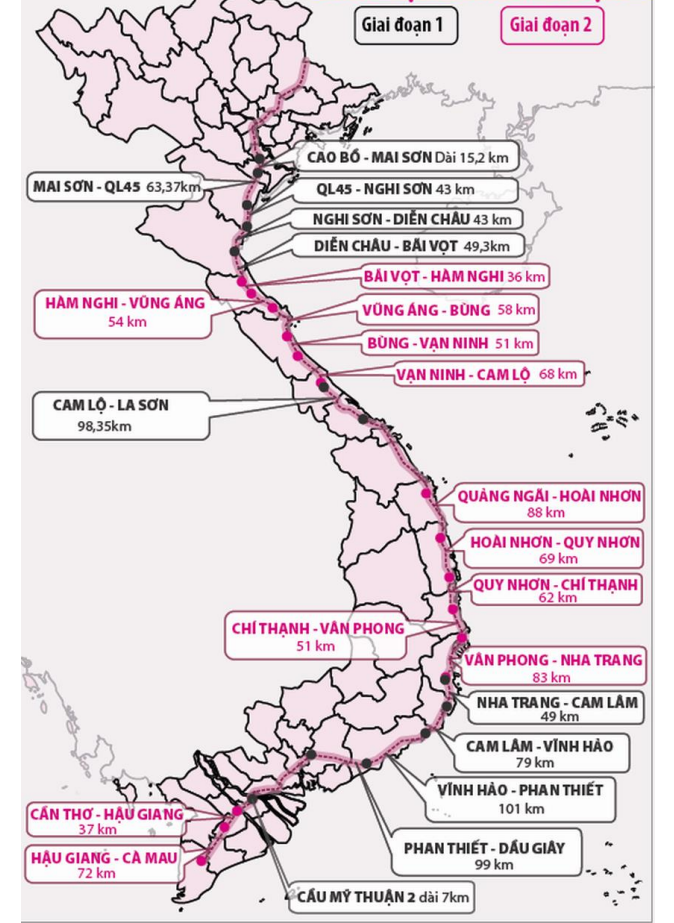 Giai đoạn 1
Giai đoạn 2
CAO BỒ - MAI SƠN Dài 15,2 km
MAI SƠN - QL45 63,37km
QL45 - NGHI SƠN 43 km
NGHI SƠN - DIỄN CHÂU 43 km
DIỄN CHÂU - BÃI VỌT 49,3km
BÃI VỌT - HÀM NGHI 36 km
HÀM NGHI - VŨNG ÁNG
54 km
VŨNG ÁNG - BÙNG 58 km
BÙNG - VẠN NINH 51 km
VẠN NINH - CAM LỘ 68 km
CAM LỘ - LA SƠN
98,35km
QUẢNG NGÃI - HOÀI NHƠN
88 km
HOÀI NHƠN - QUY NHƠN
69 km
QUY NHƠN - CHÍ THẠNH
62 km
CHÍ THẠNH - VÂN PHONG
51 km
VÂN PHONG - NHA TRANG
83 km
NHA TRANG - CAM LÂM
49 km
CAM LÂM - VĨNH HẢO
79 km
VĨNH HẢO - PHAN THIẾT
101 km
CẦN THƠ - HẬU GIANG
37 km
PHAN THIẾT - DẦU GIÂY
99 km
HẬU GIANG - CÀ MAU
72 km
CẦU MỸ THUẬN 2 dài 7km